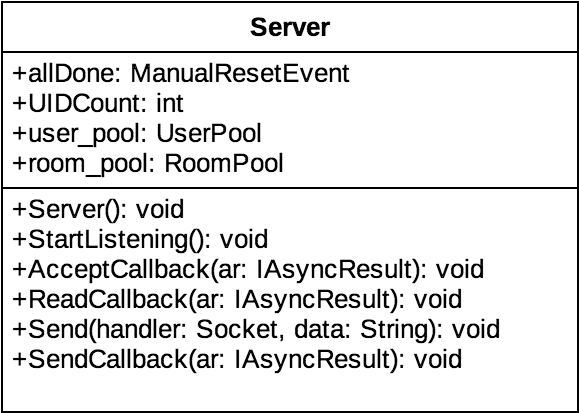 Server
+allDone: ManualResetEvent
+UIDCount: int
+user_pool: UserPool
+room_pool: RoomPool
+Server(): void
+StartListening(): void
+AcceptCallback(ar: IAsyncResult): void
+ReadCallback(ar: IAsyncResult): void
+Send(handler: Socket, data: String): void
+SendCallback(ar: IAsyncResult): void